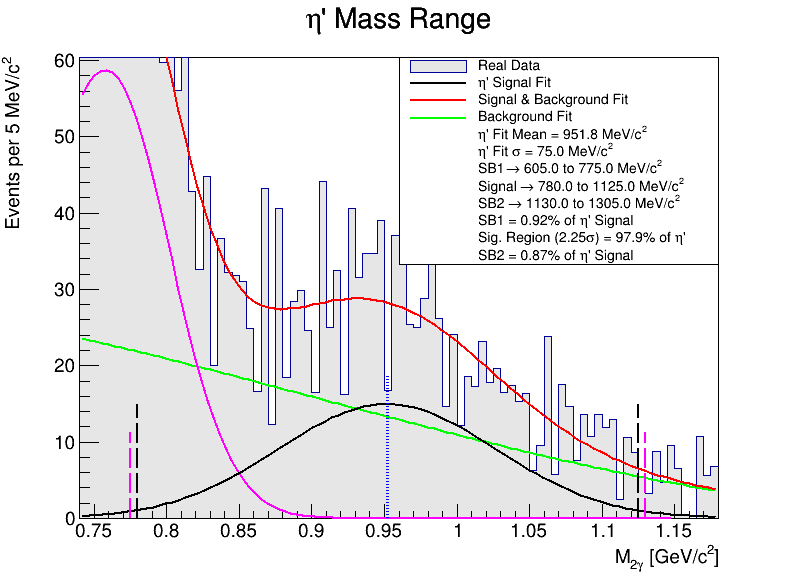 η' Mass Range
Events per 5 MeV/c²
60
50
40
30
20
10
0
Real Data
η' Signal Fit
Signal & Background Fit
Background Fit
η' Fit Mean = 951.8 MeV/c²
η' Fit σ = 75.0 MeV/c²
SB1 → 605.0 to 775.0 MeV/c²
Signal → 780.0 to 1125.0 MeV/c²
SB2 → 1130.0 to 1305.0 MeV/c²
SB1 = 0.92% of η' Signal
Sig. Region (2.25σ) = 97.9% of η'
SB2 = 0.87% of η' Signal
0.75 0.8 0.85 0.9 0.95 1 1.05 1.1 1.15
M₂ᵧ [GeV/c²]